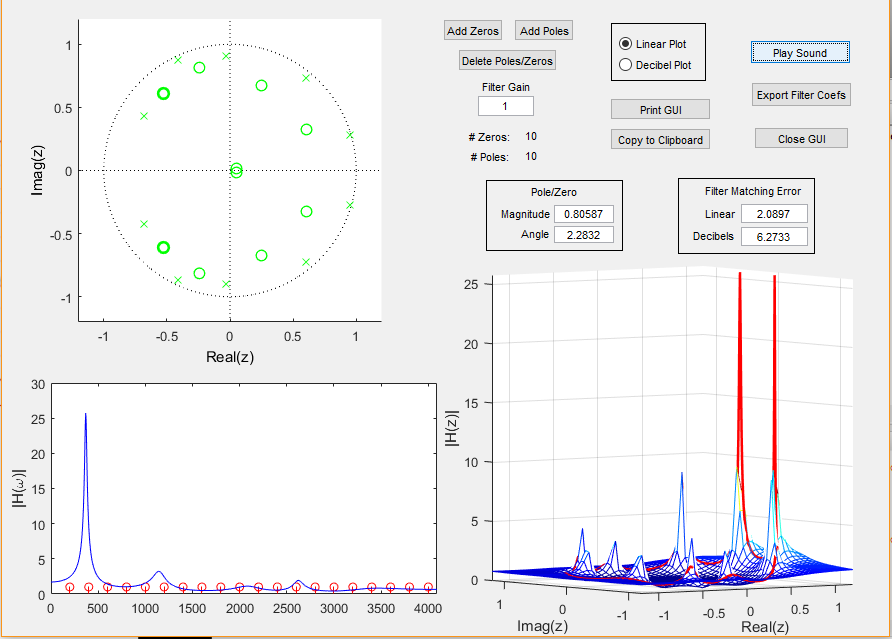 Add Zeros Add Poles
Delete Poles/Zeros
Filter Gain
1
# Zeros: 10
# Poles: 10
Linear Plot
Decibel Plot
Print GUI
Copy to Clipboard
Play Sound
Export Filter Coefs
Close GUI
Pole/Zero
Magnitude 0.80587
Angle 2.2832
Filter Matching Error
Linear 2.0897
Decibels 6.2733
1
0.5
0
-0.5
-1
Imag(z)
-1 -0.5 0 0.5 1
Real(z)
30
25
20
15
10
5
0
|H(ω)|
0 500 1000 1500 2000 2500 3000 3500 4000
25
20
15
10
5
0
|H(z)|
1 0 -1
Imag(z)
-1 -0.5 0 0.5 1
Real(z)